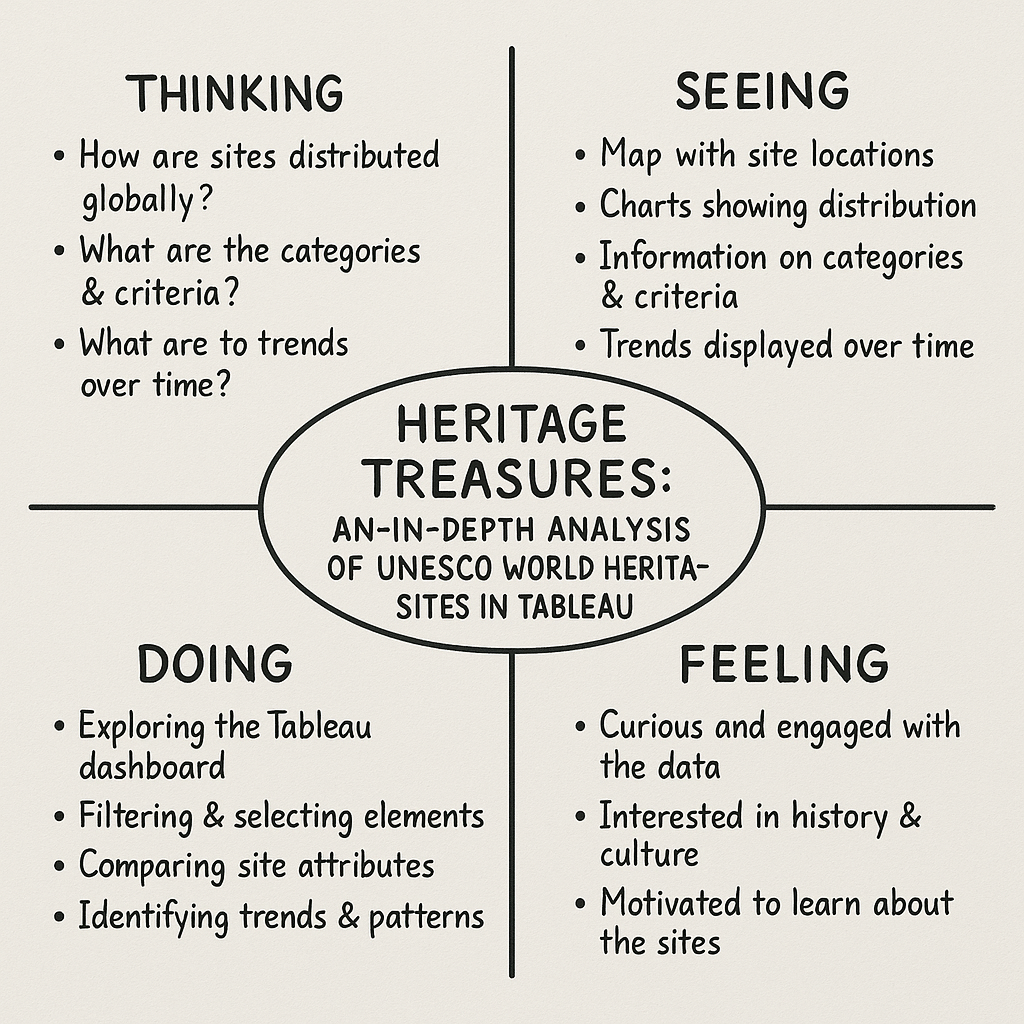 THINKING
• How are sites distributed
globally?
• What are the categories
& criteria?
• What are to trends
over time?
SEEING
• Map with site locations
• Charts showing distribution
• Information on categories
& criteria
• Trends displayed over time
HERITAGE
TREASURES:
AN-IN-DEPTH ANALYSIS
OF UNESCO WORLD HERITA-
SITES IN TABLEAU
DOING
• Exploring the Tableau
dashboard
• Filtering & selecting elements
• Comparing site attributes
• Identifying trends & patterns
FEELING
• Curious and engaged with
the data
• Interested in history &
culture
• Motivated to learn about
the sites